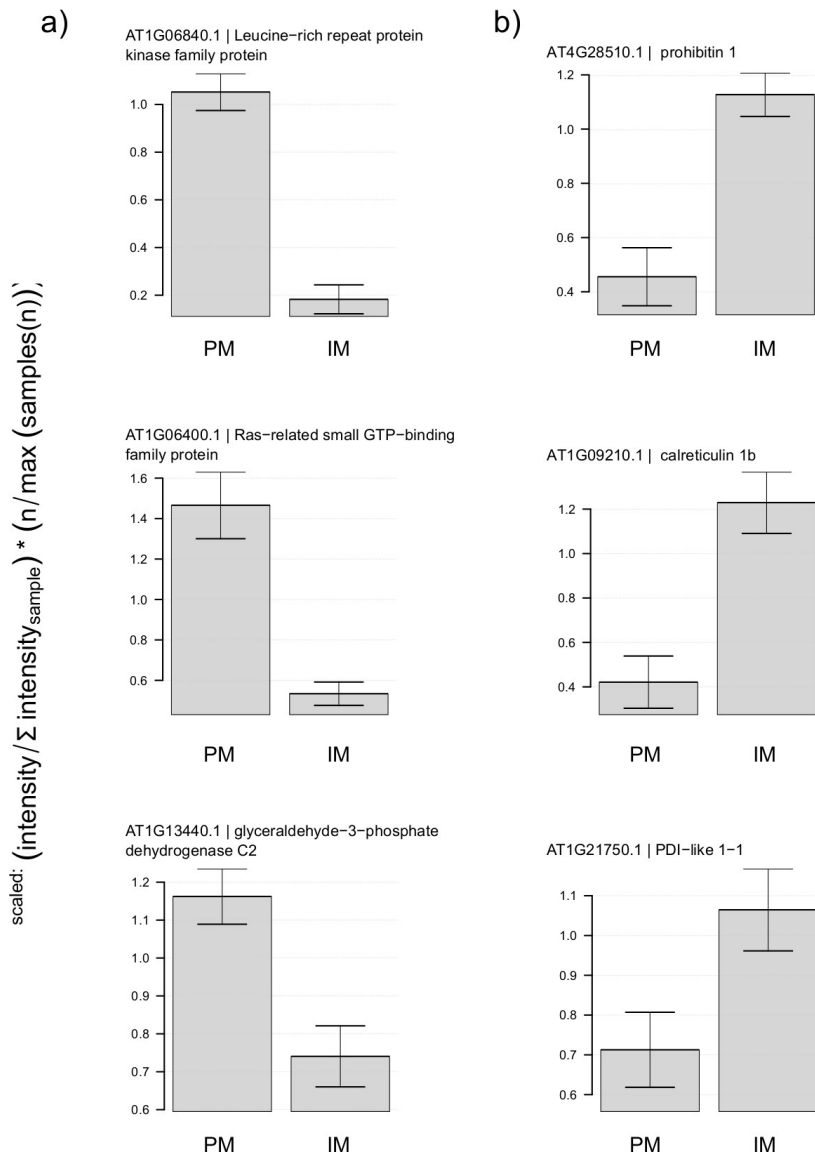 a)
AT1G06840.1 | Leucine−rich repeat protein
kinase family protein
1.0
0.8
0.6
0.4
0.2
PM
IM
AT1G06400.1 | Ras−related small GTP−binding
family protein
1.6
1.4
1.2
1.0
0.8
0.6
PM
IM
AT1G13440.1 | glyceraldehyde−3−phosphate
dehydrogenase C2
1.2
1.1
1.0
0.9
0.8
0.7
0.6
PM
IM
scaled: (intensity/Σ intensity_sample) * (n/max (samples(n)))
b)
AT4G28510.1 | prohibitin 1
1.2
1.0
0.8
0.6
0.4
PM
IM
AT1G09210.1 | calreticulin 1b
1.2
1.0
0.8
0.6
0.4
PM
IM
AT1G21750.1 | PDI−like 1−1
1.1
1.0
0.9
0.8
0.7
0.6
PM
IM